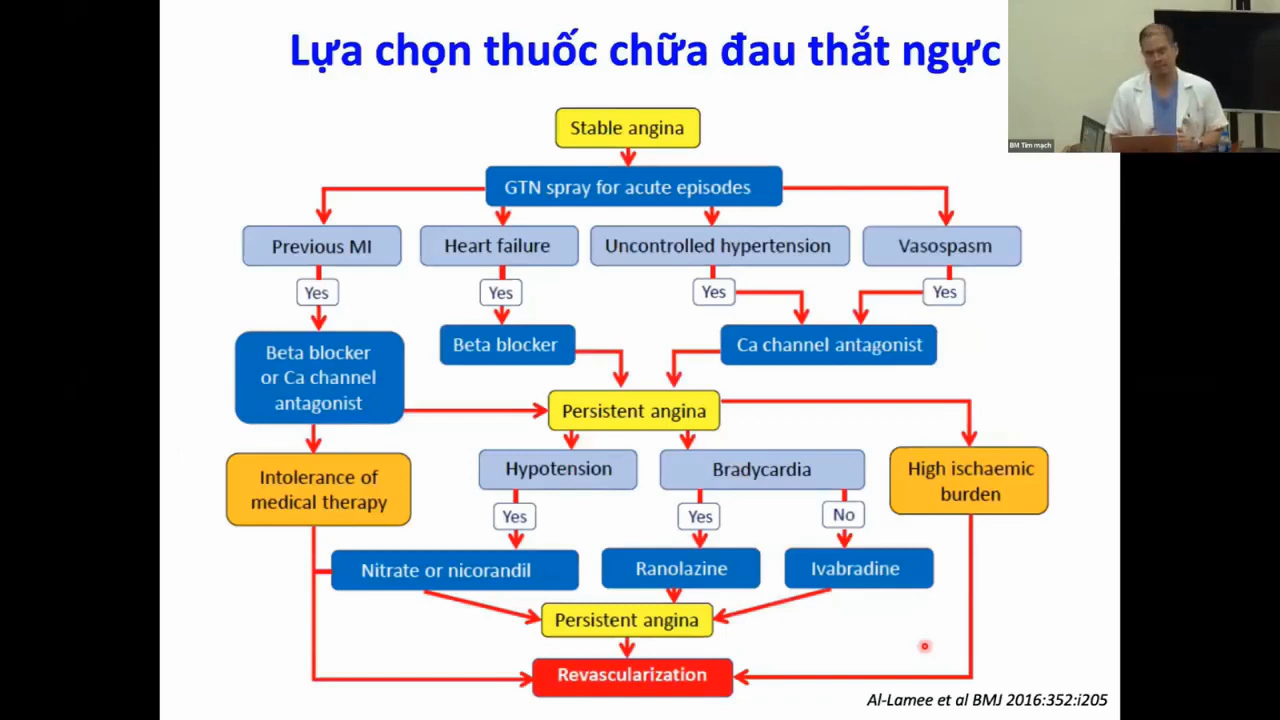 Lựa chọn thuốc chữa đau thắt ngực
BM Tim mạch
Stable angina
GTN spray for acute episodes
Previous MI
Heart failure
Uncontrolled hypertension
Vasospasm
Yes
Yes
Yes
Yes
Beta blocker
or Ca channel
antagonist
Beta blocker
Ca channel antagonist
Persistent angina
Intolerance of
medical therapy
Hypotension
Bradycardia
High ischaemic
burden
Yes
Yes
No
Nitrate or nicorandil
Ranolazine
Ivabradine
Persistent angina
Revascularization
Al-Lamee et al BMJ 2016:352:i205